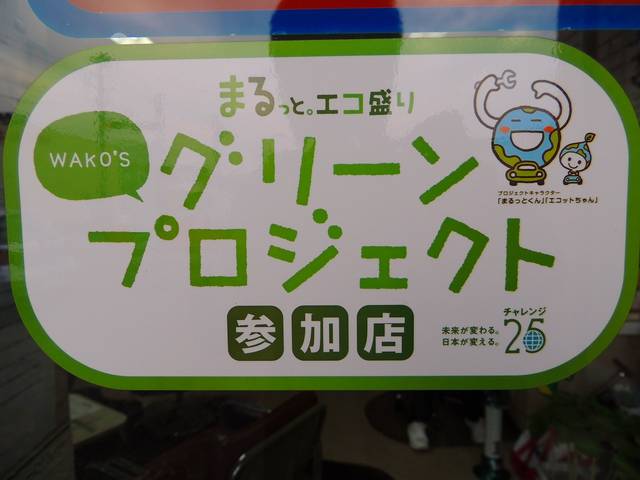 まるっと。エコ盛り
WAKO'S
グリーン
プロジェクト
プロジェクトキャラクター
「まるっとくん」「エコットちゃん」
参加店
未来が変わる。
日本が変える。
チャレンジ
25